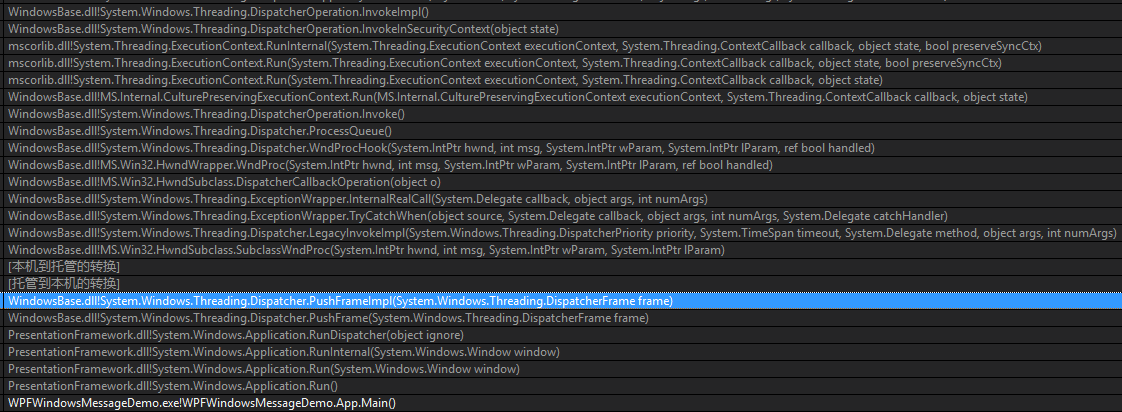 WindowsBase.dll!System.Windows.Threading.DispatcherOperation.InvokeImpl()
WindowsBase.dll!System.Windows.Threading.DispatcherOperation.InvokeInSecurityContext(object state)
mscorlib.dll!System.Threading.ExecutionContext.RunInternal(System.Threading.ExecutionContext executionContext, System.Threading.ContextCallback callback, object state, bool preserveSyncCtx)
mscorlib.dll!System.Threading.ExecutionContext.Run(System.Threading.ExecutionContext executionContext, System.Threading.ContextCallback callback, object state, bool preserveSyncCtx)
mscorlib.dll!System.Threading.ExecutionContext.Run(System.Threading.ExecutionContext executionContext, System.Threading.ContextCallback callback, object state)
WindowsBase.dll!MS.Internal.CulturePreservingExecutionContext.Run(MS.Internal.CulturePreservingExecutionContext executionContext, System.Threading.ContextCallback callback, object state)
WindowsBase.dll!System.Windows.Threading.DispatcherOperation.Invoke()
WindowsBase.dll!System.Windows.Threading.Dispatcher.ProcessQueue()
WindowsBase.dll!System.Windows.Threading.Dispatcher.WndProcHook(System.IntPtr hwnd, int msg, System.IntPtr wParam, System.IntPtr lParam, ref bool handled)
WindowsBase.dll!MS.Win32.HwndWrapper.WndProc(System.IntPtr hwnd, int msg, System.IntPtr wParam, System.IntPtr lParam, ref bool handled)
WindowsBase.dll!MS.Win32.HwndSubclass.DispatcherCallbackOperation(object o)
WindowsBase.dll!System.Windows.Threading.ExceptionWrapper.InternalRealCall(System.Delegate callback, object args, int numArgs)
WindowsBase.dll!System.Windows.Threading.ExceptionWrapper.TryCatchWhen(object source, System.Delegate callback, object args, int numArgs, System.Delegate catchHandler)
WindowsBase.dll!System.Windows.Threading.Dispatcher.LegacyInvokeImpl(System.Windows.Threading.DispatcherPriority priority, System.TimeSpan timeout, System.Delegate method, object args, int numArgs)
WindowsBase.dll!MS.Win32.HwndSubclass.SubclassWndProc(System.IntPtr hwnd, int msg, System.IntPtr wParam, System.IntPtr lParam)
[本机到托管的转换]
[托管到本机的转换]
WindowsBase.dll!System.Windows.Threading.Dispatcher.PushFrameImpl(System.Windows.Threading.DispatcherFrame frame)
WindowsBase.dll!System.Windows.Threading.Dispatcher.PushFrame(System.Windows.Threading.DispatcherFrame frame)
PresentationFramework.dll!System.Windows.Application.RunDispatcher(object ignore)
PresentationFramework.dll!System.Windows.Application.RunInternal(System.Windows.Window window)
PresentationFramework.dll!System.Windows.Application.Run(System.Windows.Window window)
PresentationFramework.dll!System.Windows.Application.Run()
WPFWindowsMessageDemo.exe!WPFWindowsMessageDemo.App.Main()